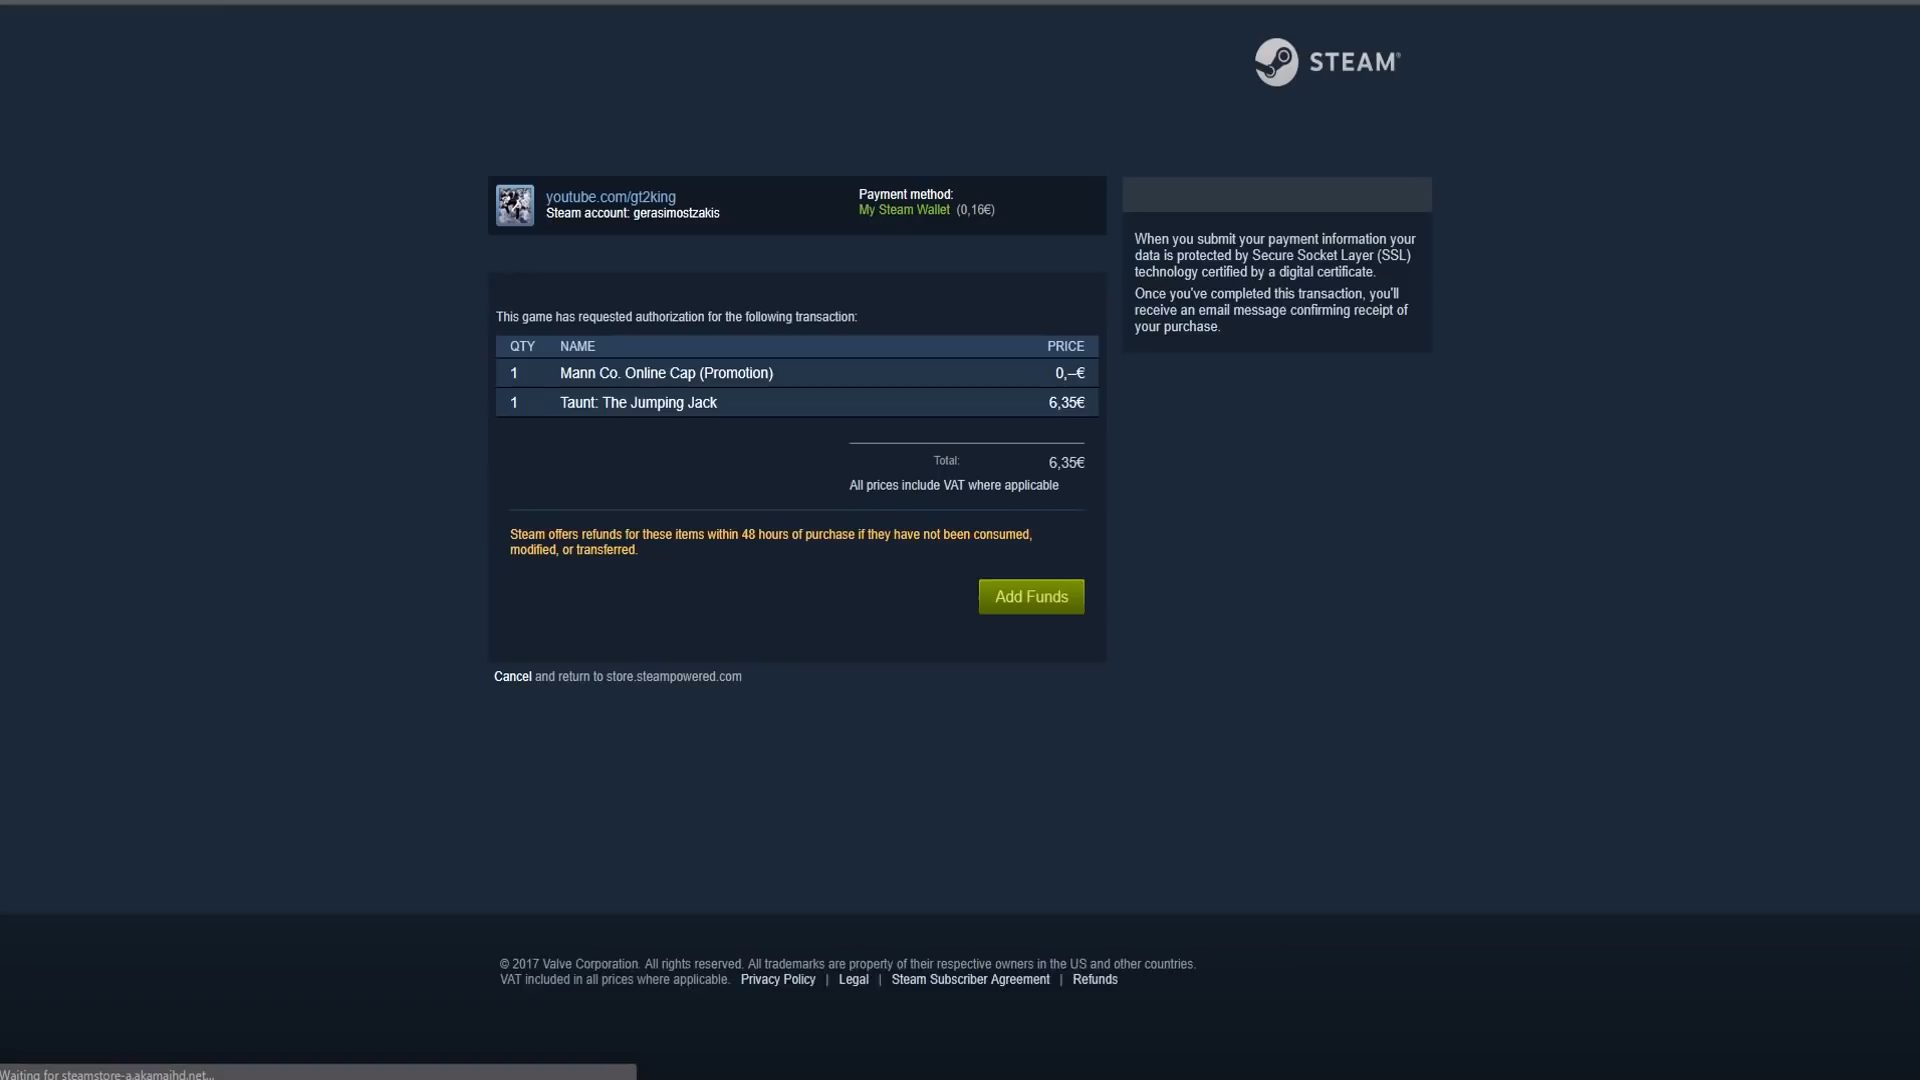 STEAM®
youtube.com/gt2king
Steam account: gerasimostzakis
Payment method:
My Steam Wallet (0,16€)
When you submit your payment information your
data is protected by Secure Socket Layer (SSL)
technology certified by a digital certificate.
Once you've completed this transaction, you'll
receive an email message confirming receipt of
your purchase.
This game has requested authorization for the following transaction:
QTY NAME PRICE
1 Mann Co. Online Cap (Promotion) 0,--€
1 Taunt: The Jumping Jack 6,35€
Total: 6,35€
All prices include VAT where applicable
Steam offers refunds for these items within 48 hours of purchase if they have not been consumed,
modified, or transferred.
Add Funds
Cancel and return to store.steampowered.com
© 2017 Valve Corporation. All rights reserved. All trademarks are property of their respective owners in the US and other countries.
VAT included in all prices where applicable. Privacy Policy | Legal | Steam Subscriber Agreement | Refunds
Waiting for steamstore-a.akamaihd.net...